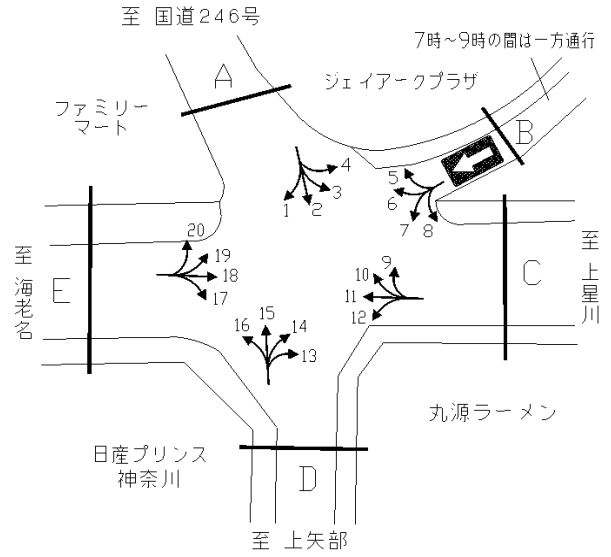 至 国道246号
7時～9時の間は一方通行
A
ジェイアークプラザ
ファミリー
マート
B
4
3
5
6
1
2
7
8
20
19
18
17
至 海老名
E
9
10
11
12
C
至 上星川
15
16
14
13
丸源ラーメン
日産プリンス
神奈川
D
至 上矢部